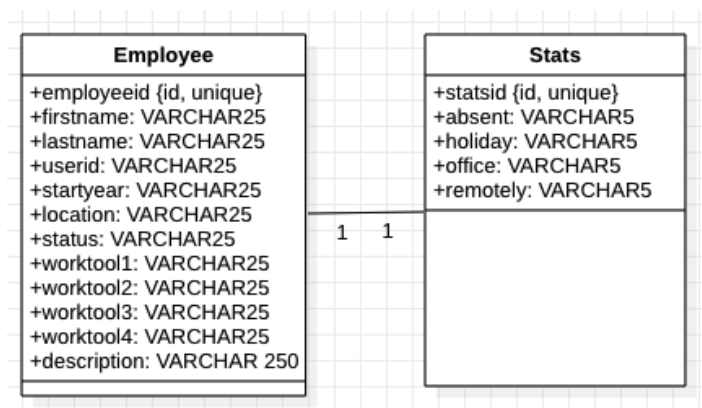 Employee
+employeeid {id, unique}
+firstname: VARCHAR25
+lastname: VARCHAR25
+userid: VARCHAR25
+startyear: VARCHAR25
+location: VARCHAR25
+status: VARCHAR25
+worktool1: VARCHAR25
+worktool2: VARCHAR25
+worktool3: VARCHAR25
+worktool4: VARCHAR25
+description: VARCHAR 250
1 1
Stats
+statsid {id, unique}
+absent: VARCHAR5
+holiday: VARCHAR5
+office: VARCHAR5
+remotely: VARCHAR5